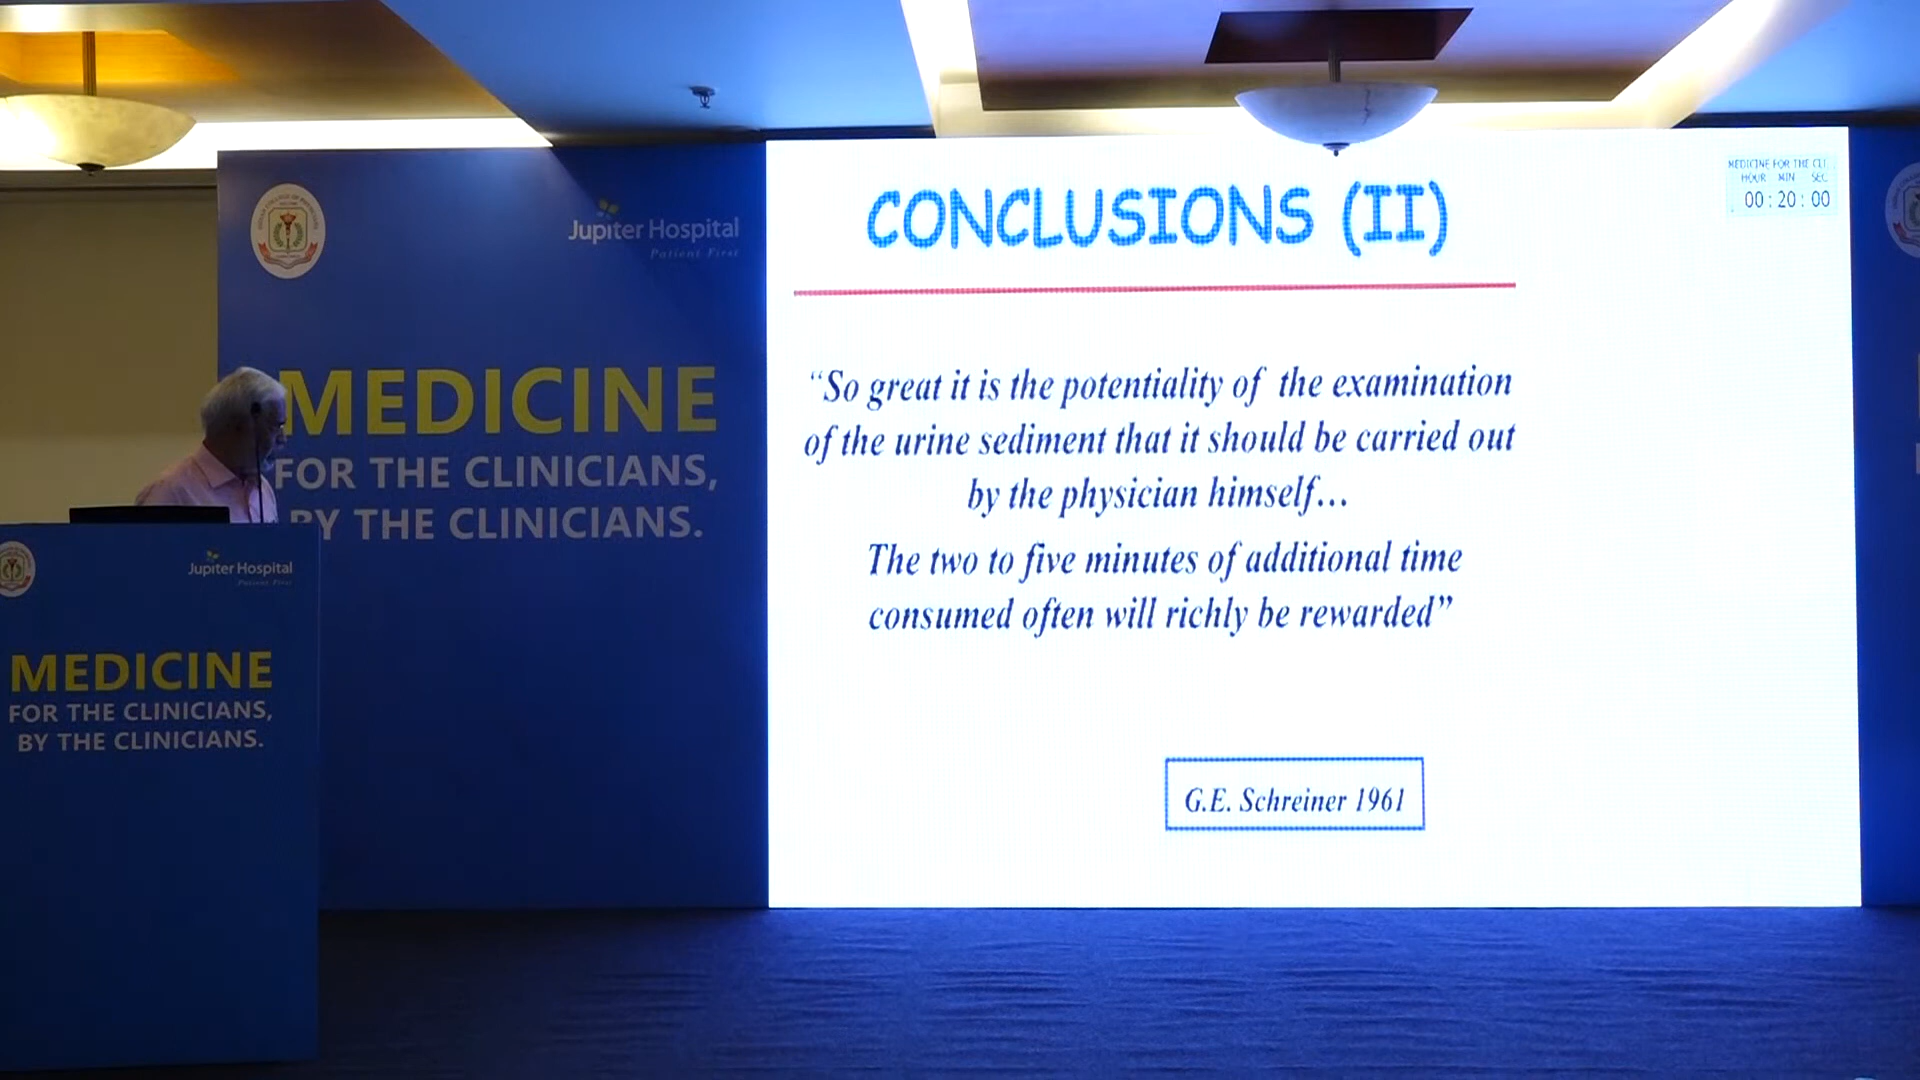 Jupiter Hospital
Patient First
MEDICINE
FOR THE CLINICIANS,
BY THE CLINICIANS.
Jupiter Hospital
Patient First
MEDICINE
FOR THE CLINICIANS,
BY THE CLINICIANS.
CONCLUSIONS (II)
MEDICINE FOR THE CLI...
HOUR MIN SEC
00 : 20 : 00
“So great it is the potentiality of the examination
of the urine sediment that it should be carried out
by the physician himself...
The two to five minutes of additional time
consumed often will richly be rewarded”
G.E. Schreiner 1961